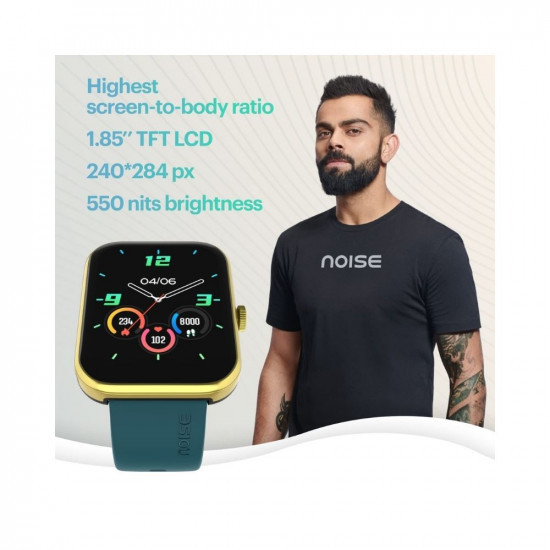 Highest
screen-to-body ratio
1.85″ TFT LCD
240*284 px
550 nits brightness
NOISE
12
04/06
9
3
234
8000
102
NOISE